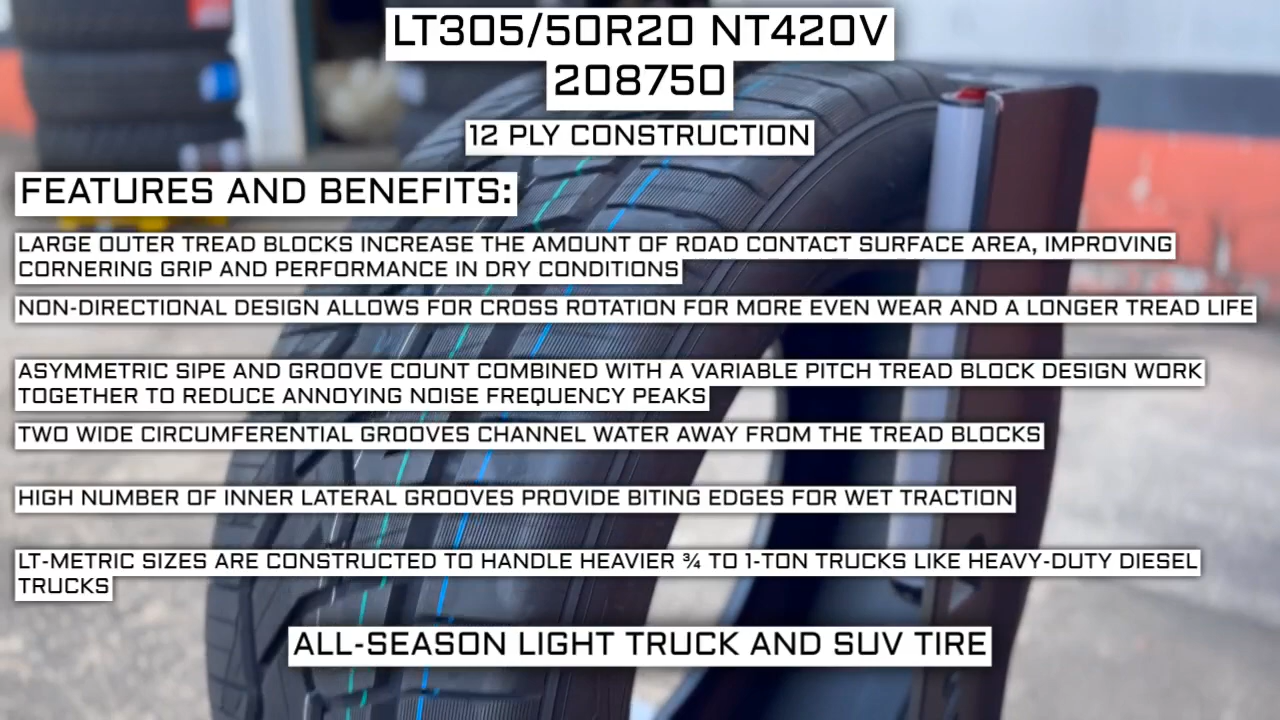 LT305/50R20 NT420V
208750
12 PLY CONSTRUCTION
FEATURES AND BENEFITS:
LARGE OUTER TREAD BLOCKS INCREASE THE AMOUNT OF ROAD CONTACT SURFACE AREA, IMPROVING
CORNERING GRIP AND PERFORMANCE IN DRY CONDITIONS
NON-DIRECTIONAL DESIGN ALLOWS FOR CROSS ROTATION FOR MORE EVEN WEAR AND A LONGER TREAD LIFE
ASYMMETRIC SIPE AND GROOVE COUNT COMBINED WITH A VARIABLE PITCH TREAD BLOCK DESIGN WORK
TOGETHER TO REDUCE ANNOYING NOISE FREQUENCY PEAKS
TWO WIDE CIRCUMFERENTIAL GROOVES CHANNEL WATER AWAY FROM THE TREAD BLOCKS
HIGH NUMBER OF INNER LATERAL GROOVES PROVIDE BITING EDGES FOR WET TRACTION
LT-METRIC SIZES ARE CONSTRUCTED TO HANDLE HEAVIER ¾ TO 1-TON TRUCKS LIKE HEAVY-DUTY DIESEL
TRUCKS
ALL-SEASON LIGHT TRUCK AND SUV TIRE